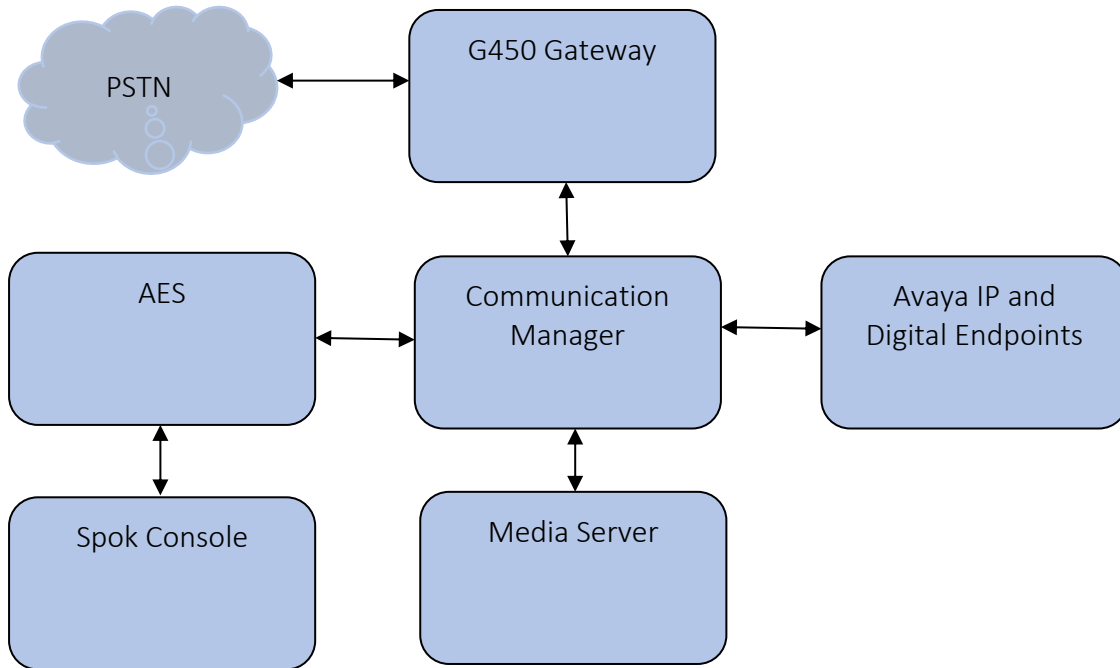 G450 Gateway
PSTN
AES
Communication
Manager
Avaya IP and
Digital Endpoints
Spok Console
Media Server